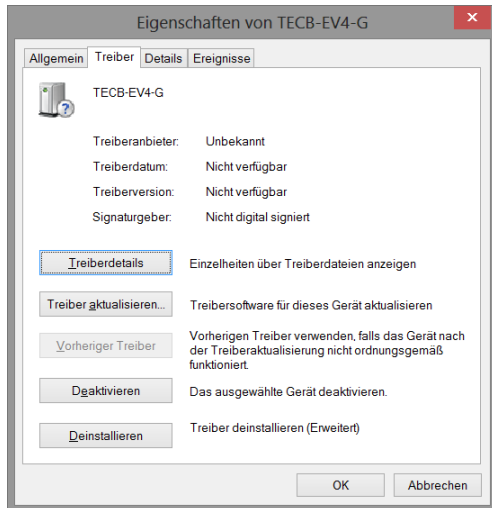 Eigenschaften von TECB-EV4-G
x
Allgemein Treiber Details Ereignisse
TECB-EV4-G
Treiberanbieter: Unbekannt
Treiberdatum: Nicht verfügbar
Treiberversion: Nicht verfügbar
Signaturgeber: Nicht digital signiert
Treiberdetails Einzelheiten über Treiberdateien anzeigen
Treiber aktualisieren... Treibersoftware für dieses Gerät aktualisieren
Vorheriger Treiber
Vorherigen Treiber verwenden, falls das Gerät nach
der Treiberaktualisierung nicht ordnungsgemäß
funktioniert.
Deaktivieren Das ausgewählte Gerät deaktivieren.
Deinstallieren Treiber deinstallieren (Erweitert)
OK Abbrechen